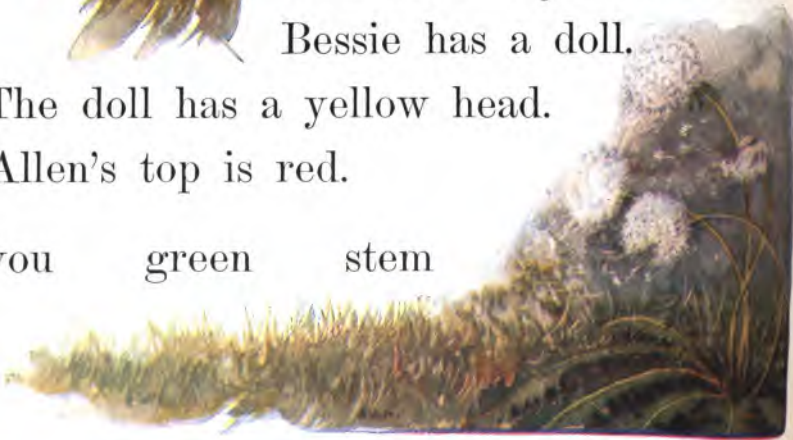 Bessie has a doll.
The doll has a yellow head.
Allen's top is red.
you green stem